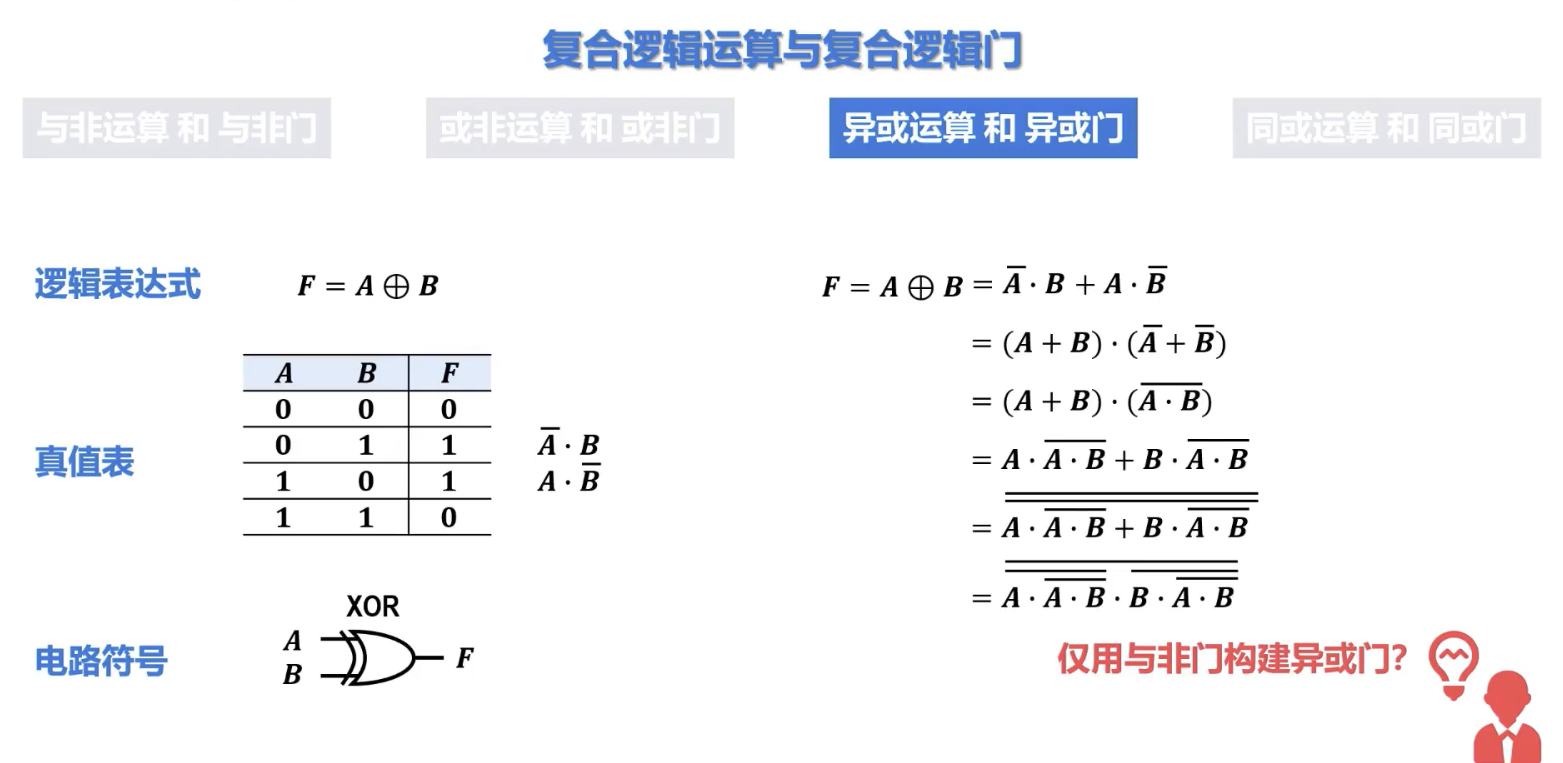 复合逻辑运算与复合逻辑门
与非运算 和 与非门
或非运算 和 或非门
异或运算 和 异或门
同或运算 和 同或门
逻辑表达式
F = A ⊕ B
真值表
A B F
0 0 0
0 1 1
1 0 1
1 1 0
A̅ · B
A · B̅
电路符号
XOR
A
B
F
F = A ⊕ B = A̅ · B + A · B̅
= (A + B) · (A̅ + B̅)
= (A + B) · (A̅ ̅·̅ ̅B̅)
= A · A̅ ̅·̅ ̅B̅ + B · A̅ ̅·̅ ̅B̅
= A̿ ̿·̿ ̿A̿̅ ̿̅·̿̅ ̿̅B̿̅ ̿+̿ ̿B̿ ̿·̿ ̿A̿̅ ̿̅·̿̅ ̿̅B̿̅
= A̿ ̿·̿ ̿A̿̅ ̿̅·̿̅ ̿̅B̿̅ ̅·̅ ̅B̿ ̿·̿ ̿A̿̅ ̿̅·̿̅ ̿̅B̿̅
仅用与非门构建异或门?